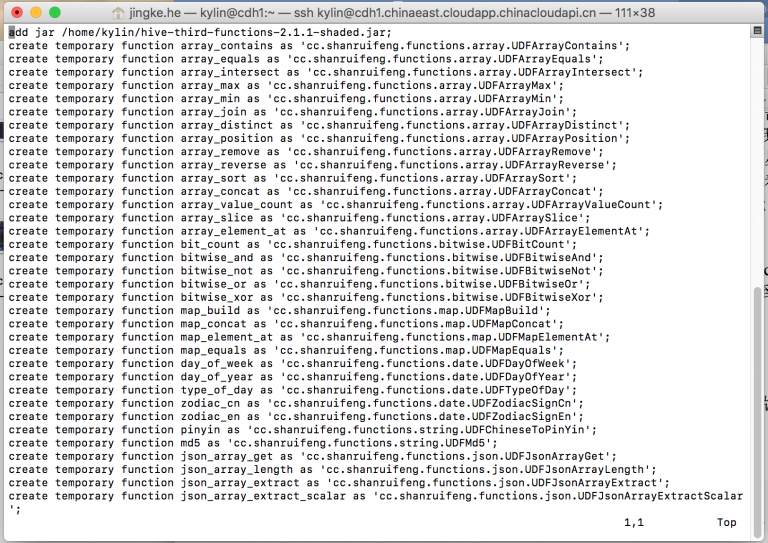 jingke.he — kylin@cdh1:~ — ssh kylin@cdh1.chinaeast.cloudapp.chinacloudapi.cn — 111×38
add jar /home/kylin/hive-third-functions-2.1.1-shaded.jar;
create temporary function array_contains as 'cc.shanruifeng.functions.array.UDFArrayContains';
create temporary function array_equals as 'cc.shanruifeng.functions.array.UDFArrayEquals';
create temporary function array_intersect as 'cc.shanruifeng.functions.array.UDFArrayIntersect';
create temporary function array_max as 'cc.shanruifeng.functions.array.UDFArrayMax';
create temporary function array_min as 'cc.shanruifeng.functions.array.UDFArrayMin';
create temporary function array_join as 'cc.shanruifeng.functions.array.UDFArrayJoin';
create temporary function array_distinct as 'cc.shanruifeng.functions.array.UDFArrayDistinct';
create temporary function array_position as 'cc.shanruifeng.functions.array.UDFArrayPosition';
create temporary function array_remove as 'cc.shanruifeng.functions.array.UDFArrayRemove';
create temporary function array_reverse as 'cc.shanruifeng.functions.array.UDFArrayReverse';
create temporary function array_sort as 'cc.shanruifeng.functions.array.UDFArraySort';
create temporary function array_concat as 'cc.shanruifeng.functions.array.UDFArrayConcat';
create temporary function array_value_count as 'cc.shanruifeng.functions.array.UDFArrayValueCount';
create temporary function array_slice as 'cc.shanruifeng.functions.array.UDFArraySlice';
create temporary function array_element_at as 'cc.shanruifeng.functions.array.UDFArrayElementAt';
create temporary function bit_count as 'cc.shanruifeng.functions.bitwise.UDFBitCount';
create temporary function bitwise_and as 'cc.shanruifeng.functions.bitwise.UDFBitwiseAnd';
create temporary function bitwise_not as 'cc.shanruifeng.functions.bitwise.UDFBitwiseNot';
create temporary function bitwise_or as 'cc.shanruifeng.functions.bitwise.UDFBitwiseOr';
create temporary function bitwise_xor as 'cc.shanruifeng.functions.bitwise.UDFBitwiseXor';
create temporary function map_build as 'cc.shanruifeng.functions.map.UDFMapBuild';
create temporary function map_concat as 'cc.shanruifeng.functions.map.UDFMapConcat';
create temporary function map_element_at as 'cc.shanruifeng.functions.map.UDFMapElementAt';
create temporary function map_equals as 'cc.shanruifeng.functions.map.UDFMapEquals';
create temporary function day_of_week as 'cc.shanruifeng.functions.date.UDFDayOfWeek';
create temporary function day_of_year as 'cc.shanruifeng.functions.date.UDFDayOfYear';
create temporary function type_of_day as 'cc.shanruifeng.functions.date.UDFTypeOfDay';
create temporary function zodiac_cn as 'cc.shanruifeng.functions.date.UDFZodiacSignCn';
create temporary function zodiac_en as 'cc.shanruifeng.functions.date.UDFZodiacSignEn';
create temporary function pinyin as 'cc.shanruifeng.functions.string.UDFChineseToPinYin';
create temporary function md5 as 'cc.shanruifeng.functions.string.UDFMd5';
create temporary function json_array_get as 'cc.shanruifeng.functions.json.UDFJsonArrayGet';
create temporary function json_array_length as 'cc.shanruifeng.functions.json.UDFJsonArrayLength';
create temporary function json_array_extract as 'cc.shanruifeng.functions.json.UDFJsonArrayExtract';
create temporary function json_array_extract_scalar as 'cc.shanruifeng.functions.json.UDFJsonArrayExtractScalar
';
1,1 Top